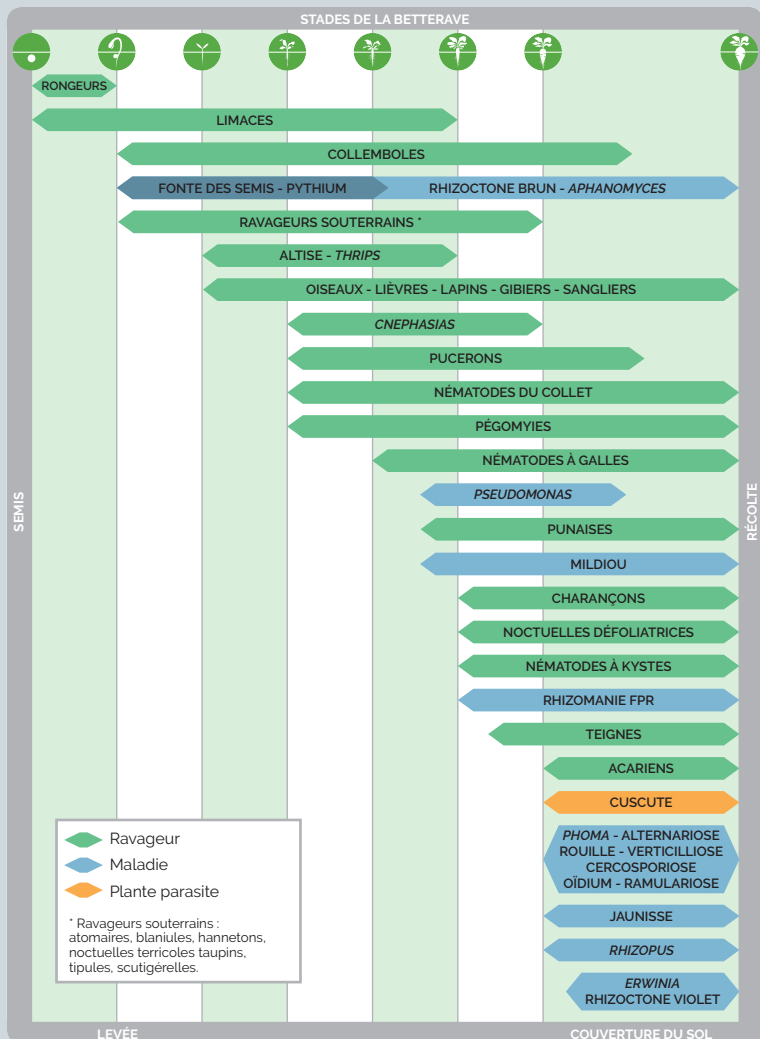 STADES DE LA BETTERAVE
RONGEURS
LIMACES
COLLEMBOLES
FONTE DES SEMIS - PYTHIUM
RHIZOCTONE BRUN - APHANOMYCES
RAVAGEURS SOUTERRAINS *
ALTISE - THRIPS
OISEAUX - LIÈVRES - LAPINS - GIBIERS - SANGLIERS
CNEPHASIAS
PUCERONS
NÉMATODES DU COLLET
PÉGOMYIES
NÉMATODES À GALLES
SEMIS
PSEUDOMONAS
RÉCOLTE
PUNAISES
MILDIOU
CHARANÇONS
NOCTUELLES DÉFOLIATRICES
NÉMATODES À KYSTES
RHIZOMANIE FPR
TEIGNES
ACARIENS
CUSCUTE
PHOMA - ALTERNARIOSE
ROUILLE - VERTICILLIOSE
CERCOSPORIOSE
OÏDIUM - RAMULARIOSE
JAUNISSE
RHIZOPUS
ERWINIA
RHIZOCTONE VIOLET
Ravageur
Maladie
Plante parasite
* Ravageurs souterrains :
atomaires, blaniules, hannetons,
noctuelles terricoles taupins,
tipules, scutigérelles.
LEVÉE
COUVERTURE DU SOL